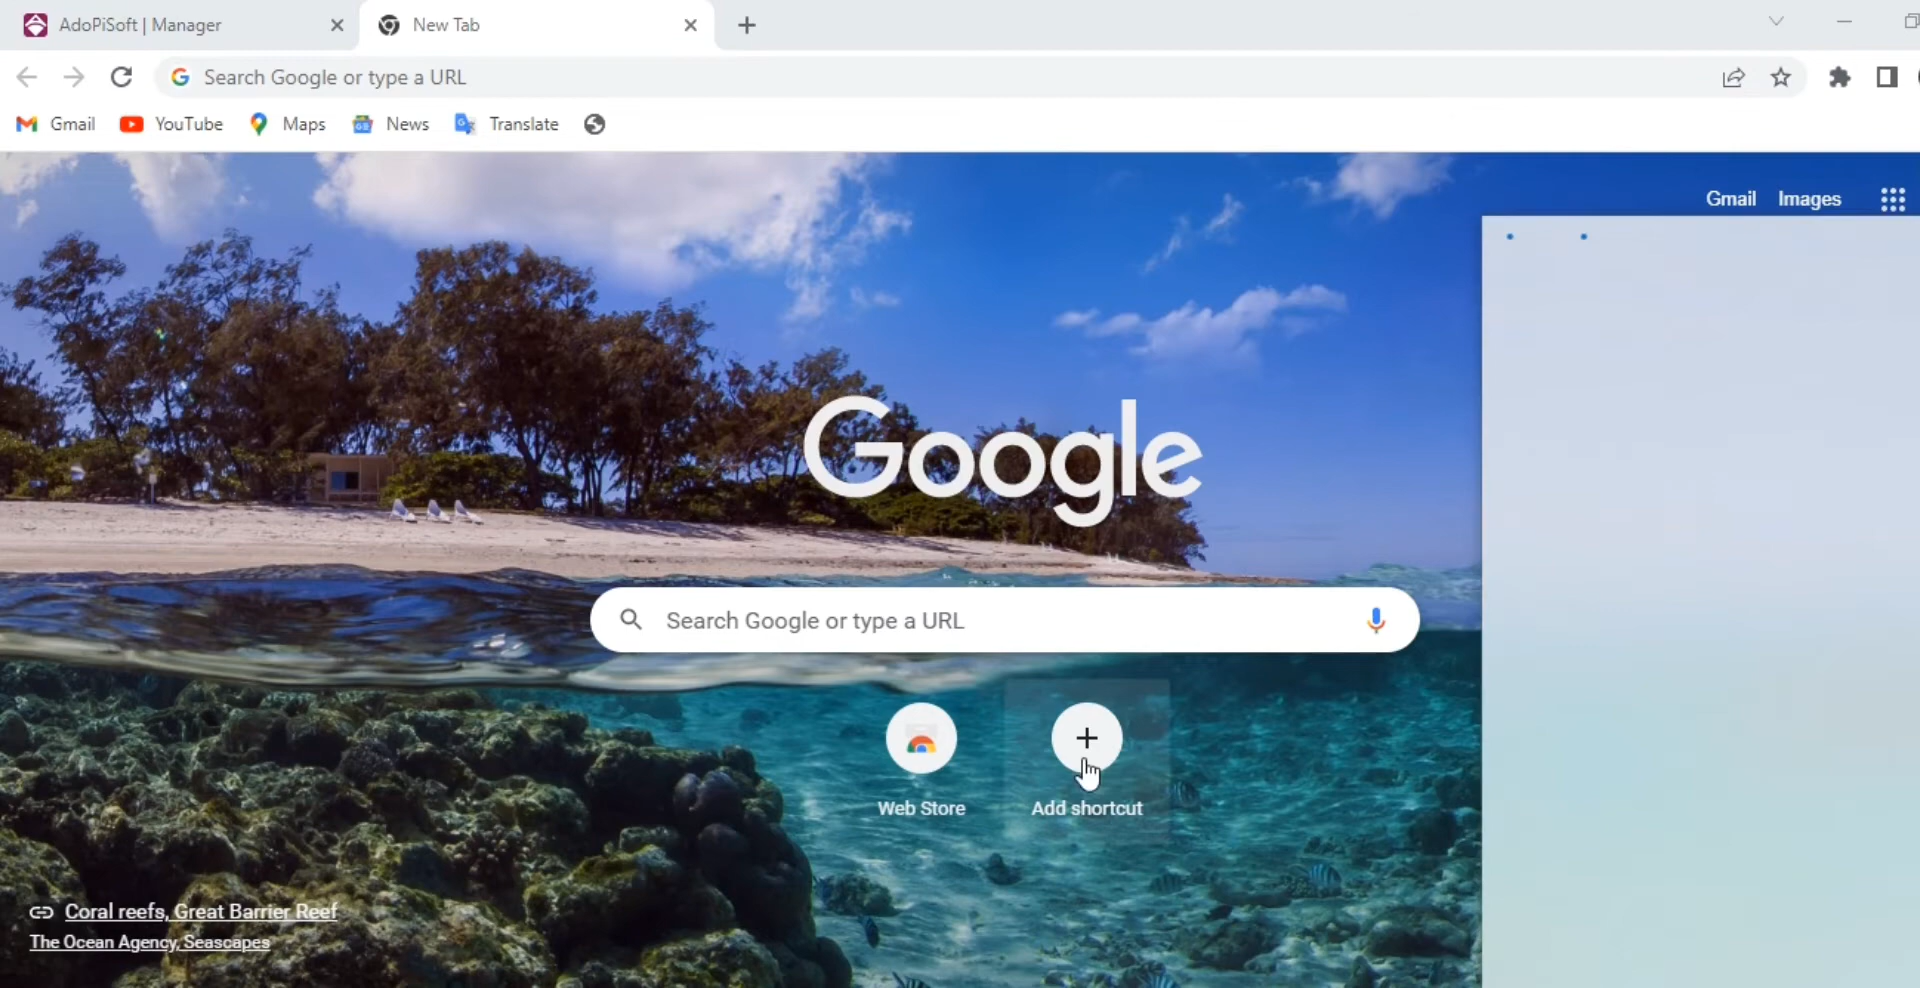 AdoPiSoft | Manager
New Tab
Search Google or type a URL
Gmail YouTube Maps News Translate
Gmail Images
Google
Search Google or type a URL
Web Store Add shortcut
Coral reefs, Great Barrier Reef
The Ocean Agency, Seascapes